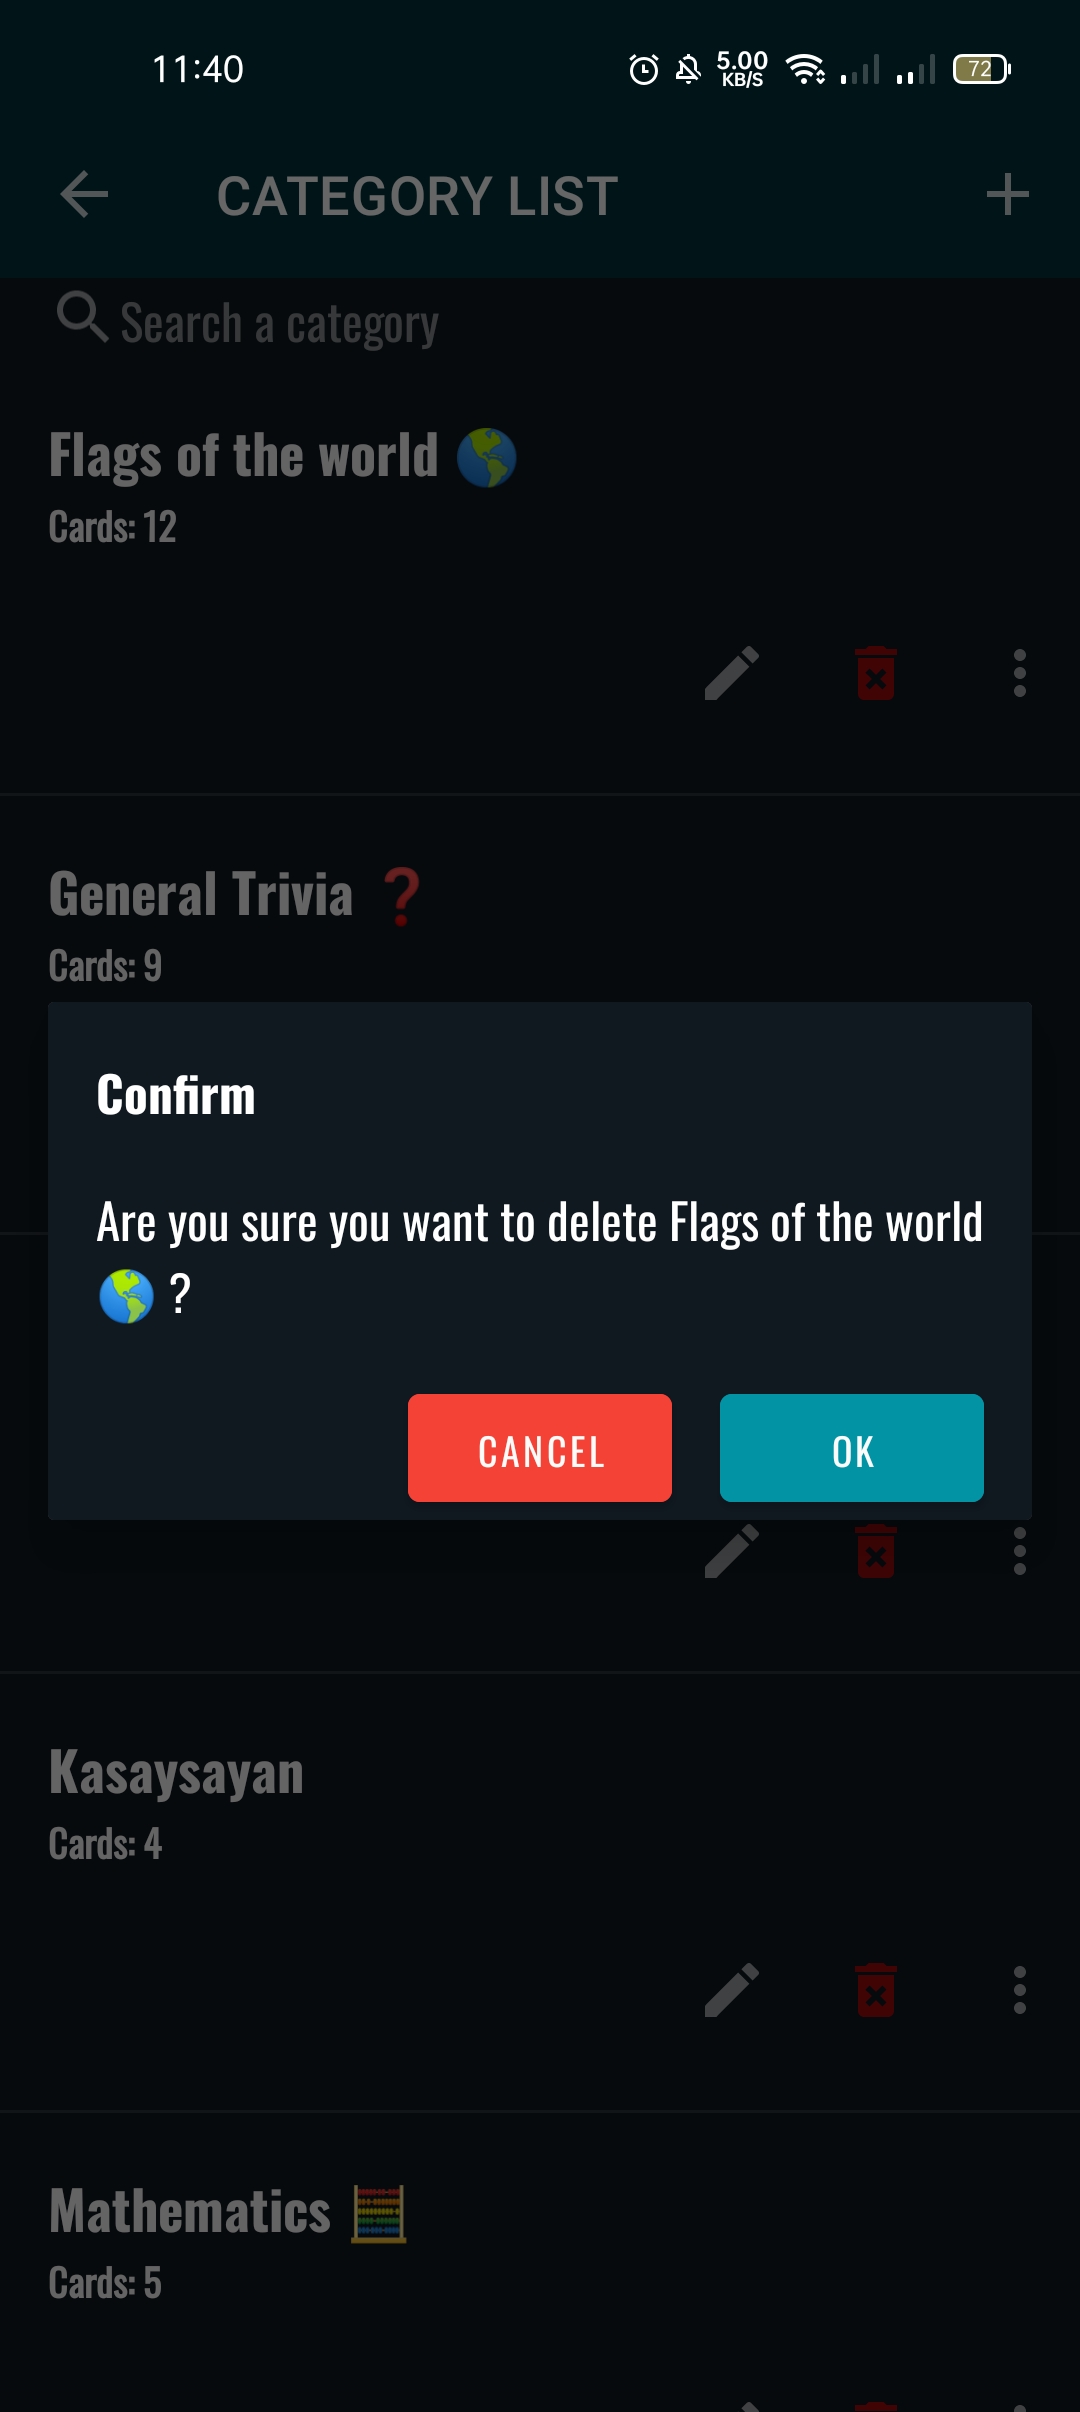 11:40
5.00
KB/S
72
CATEGORY LIST
Search a category
Flags of the world 🌎
Cards: 12
General Trivia ❓
Cards: 9
Confirm
Are you sure you want to delete Flags of the world
🌎 ?
CANCEL
OK
Kasaysayan
Cards: 4
Mathematics 🧮
Cards: 5